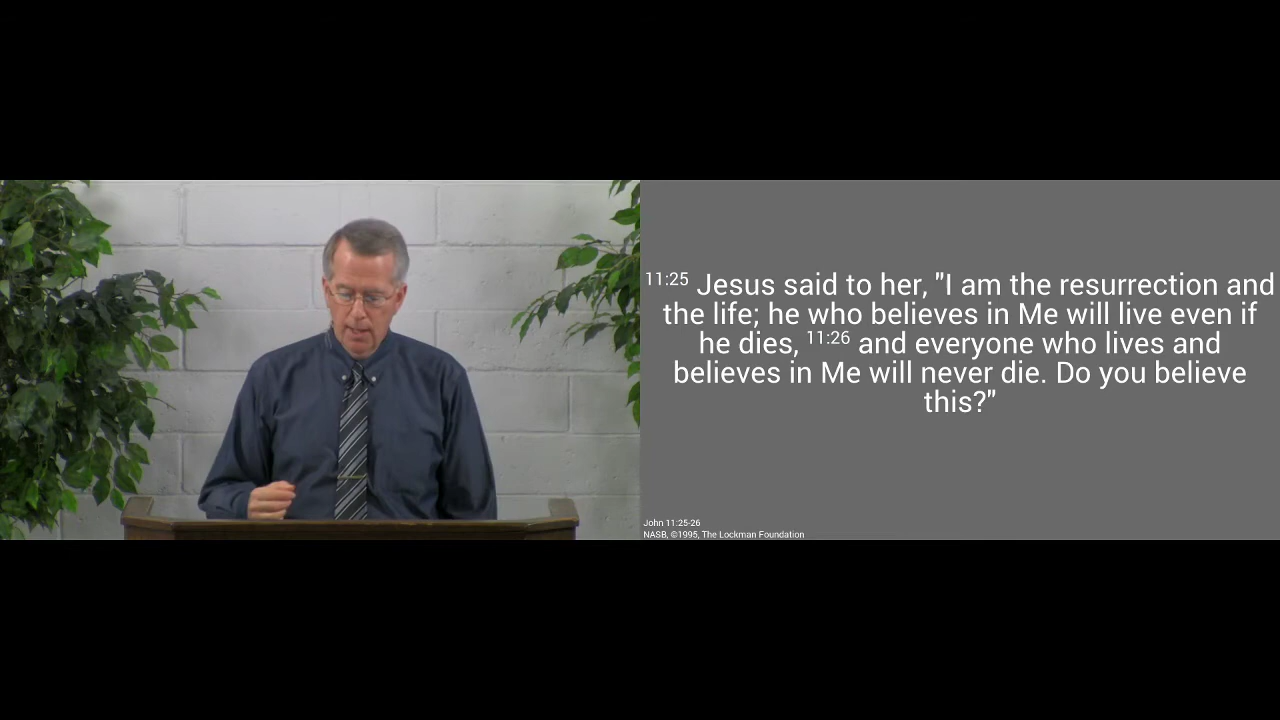 11:25 Jesus said to her, "I am the resurrection and
the life; he who believes in Me will live even if
he dies, 11:26 and everyone who lives and
believes in Me will never die. Do you believe
this?"
John 11:25-26
NASB, ©1995, The Lockman Foundation